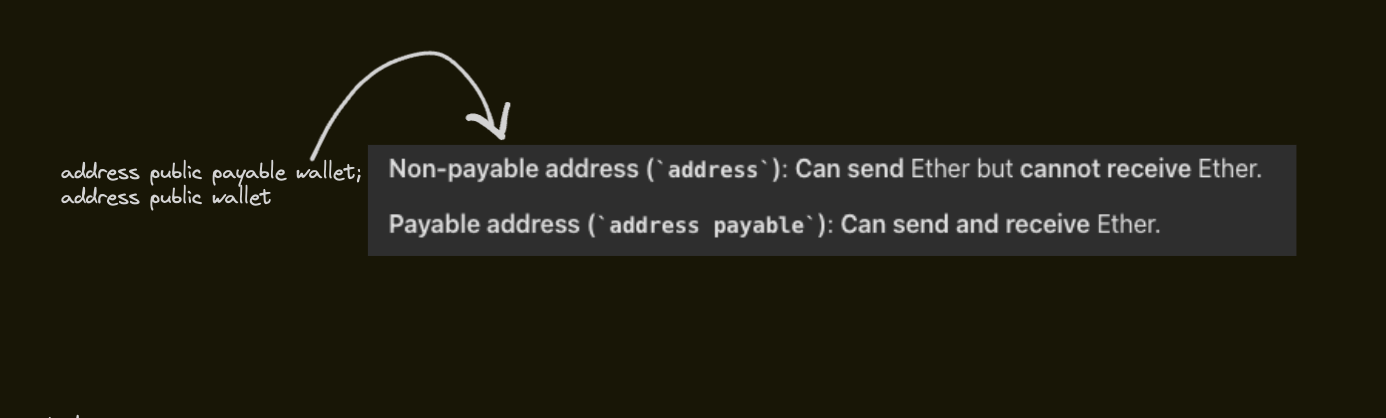 address public payable wallet;
address public wallet
Non-payable address (`address`): Can send Ether but cannot receive Ether.
Payable address (`address payable`): Can send and receive Ether.